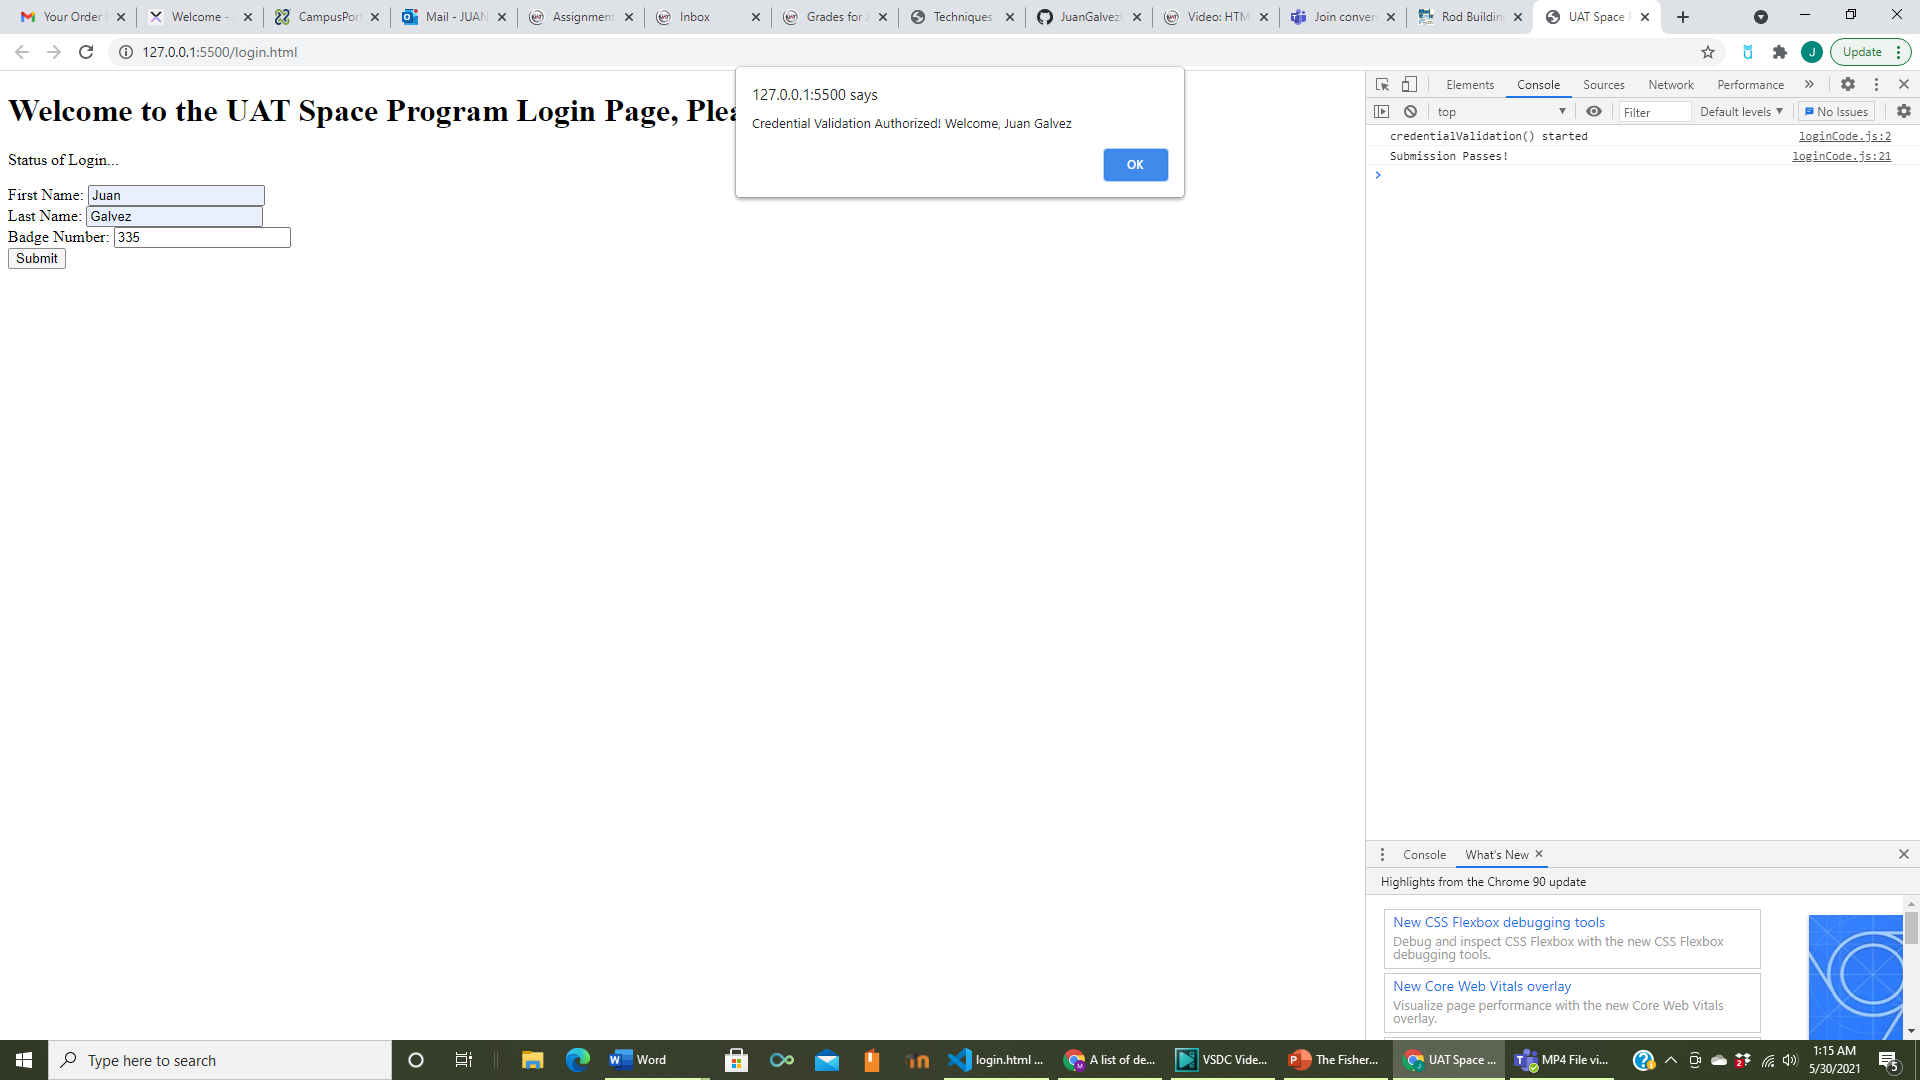 Your Order
Welcome -
CampusPor
Mail - JUAN
Assignment
Inbox
Grades for J
Techniques
JuanGalvez
Video: HTM
Join conver
Rod Building
UAT Space
127.0.0.1:5500/login.html
J
Update
Welcome to the UAT Space Program Login Page, Plea
Status of Login...
First Name: Juan
Last Name: Galvez
Badge Number: 335
Submit
127.0.0.1:5500 says
Credential Validation Authorized! Welcome, Juan Galvez
OK
Elements Console Sources Network Performance »
top Filter Default levels No Issues
credentialValidation() started loginCode.js:2
Submission Passes! loginCode.js:21
Console What's New
Highlights from the Chrome 90 update
New CSS Flexbox debugging tools
Debug and inspect CSS Flexbox with the new CSS Flexbox
debugging tools.
New Core Web Vitals overlay
Visualize page performance with the new Core Web Vitals
overlay.
Type here to search
Word
login.html ...
A list of de...
VSDC Vide...
The Fisher...
UAT Space ...
MP4 File vi...
1:15 AM
5/30/2021
5